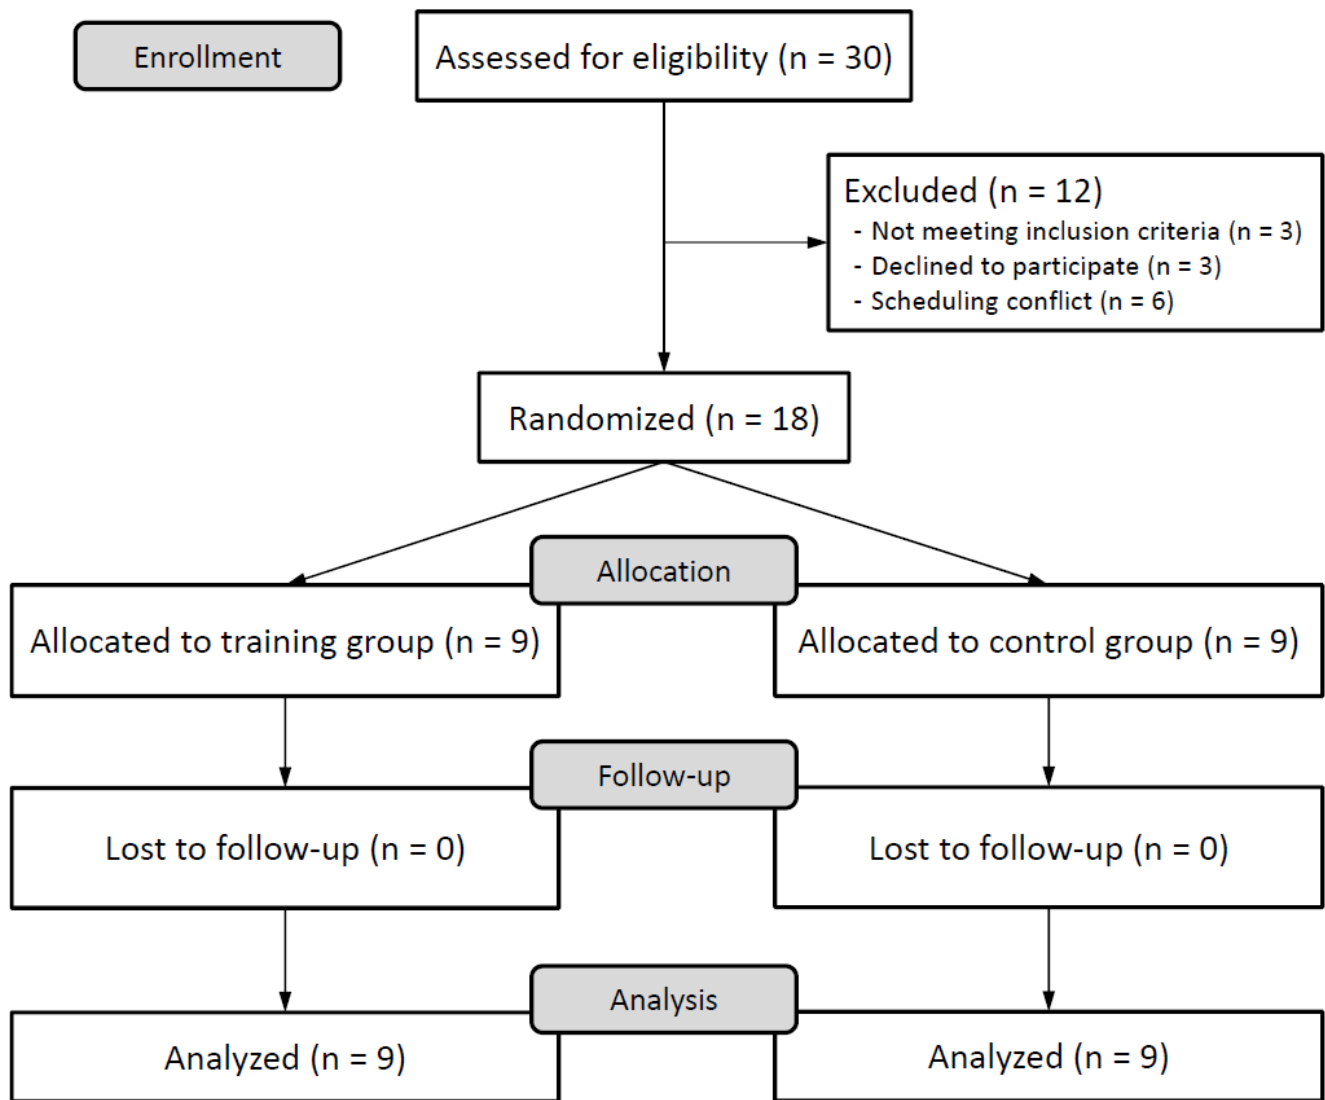 Enrollment
Assessed for eligibility (n = 30)
Excluded (n = 12)
- Not meeting inclusion criteria (n = 3)
- Declined to participate (n = 3)
- Scheduling conflict (n = 6)
Randomized (n = 18)
Allocation
Allocated to training group (n = 9)
Allocated to control group (n = 9)
Follow-up
Lost to follow-up (n = 0)
Lost to follow-up (n = 0)
Analysis
Analyzed (n = 9)
Analyzed (n = 9)